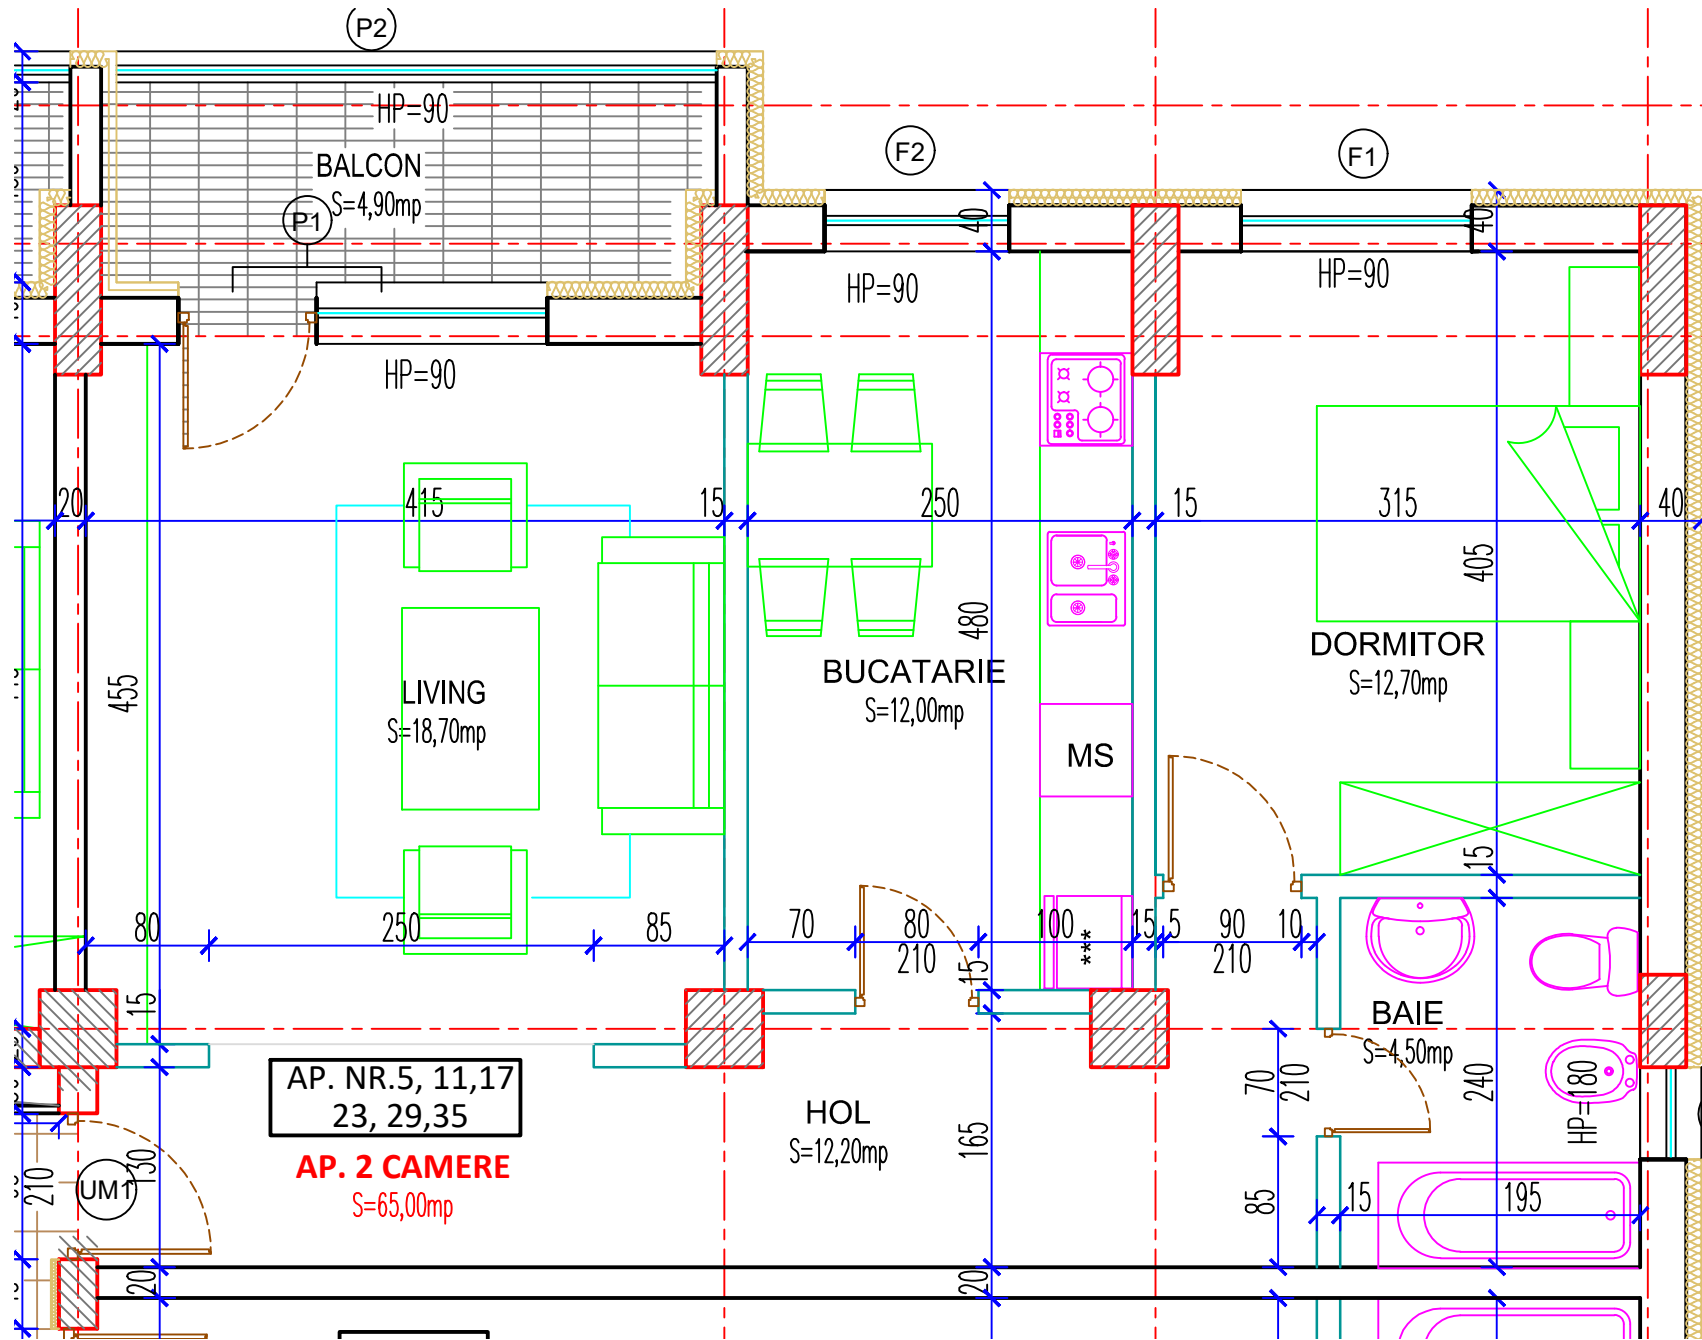 P2
HP=90
BALCON
S=4,90mp
P1
F2
F1
40
40
HP=90
HP=90
HP=90
20
415
15
250
15
315
40
405
480
455
LIVING
S=18,70mp
BUCATARIE
S=12,00mp
DORMITOR
S=12,70mp
MS
15
80
250
85
70
80
210
100
15
5
90
210
10
***
15
15
BAIE
S=4,50mp
AP. NR.5, 11,17
23, 29,35
AP. 2 CAMERE
S=65,00mp
HOL
S=12,20mp
165
70
210
240
HP=180
210
UM1
130
85
15
195
20
20